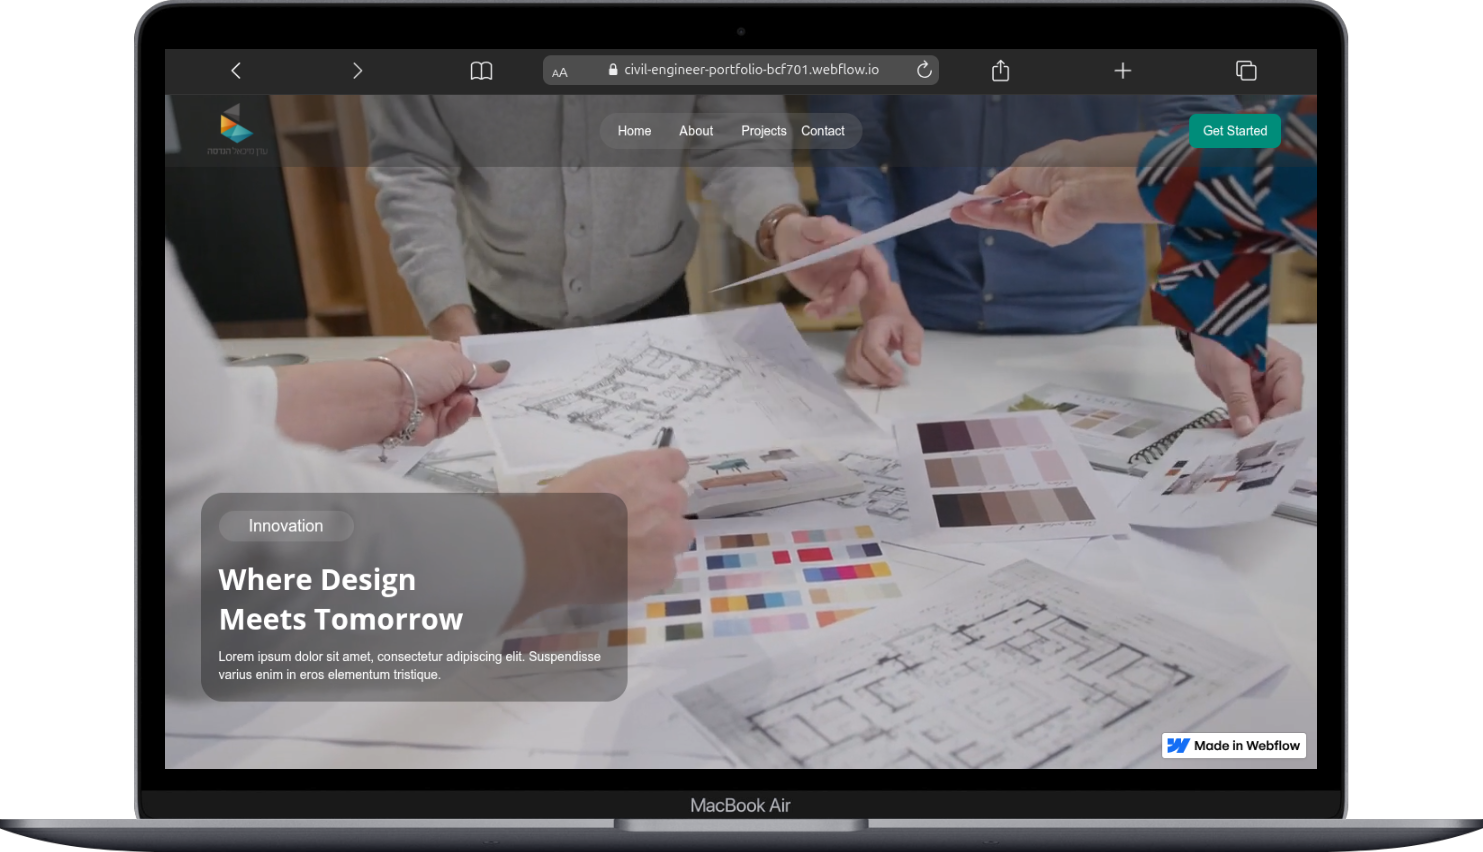 AA civil-engineer-portfolio-bcf701.webflow.io
Home About Projects Contact
Get Started
Innovation
Where Design
Meets Tomorrow
Lorem ipsum dolor sit amet, consectetur adipiscing elit. Suspendisse
varius enim in eros elementum tristique.
Made in Webflow
MacBook Air